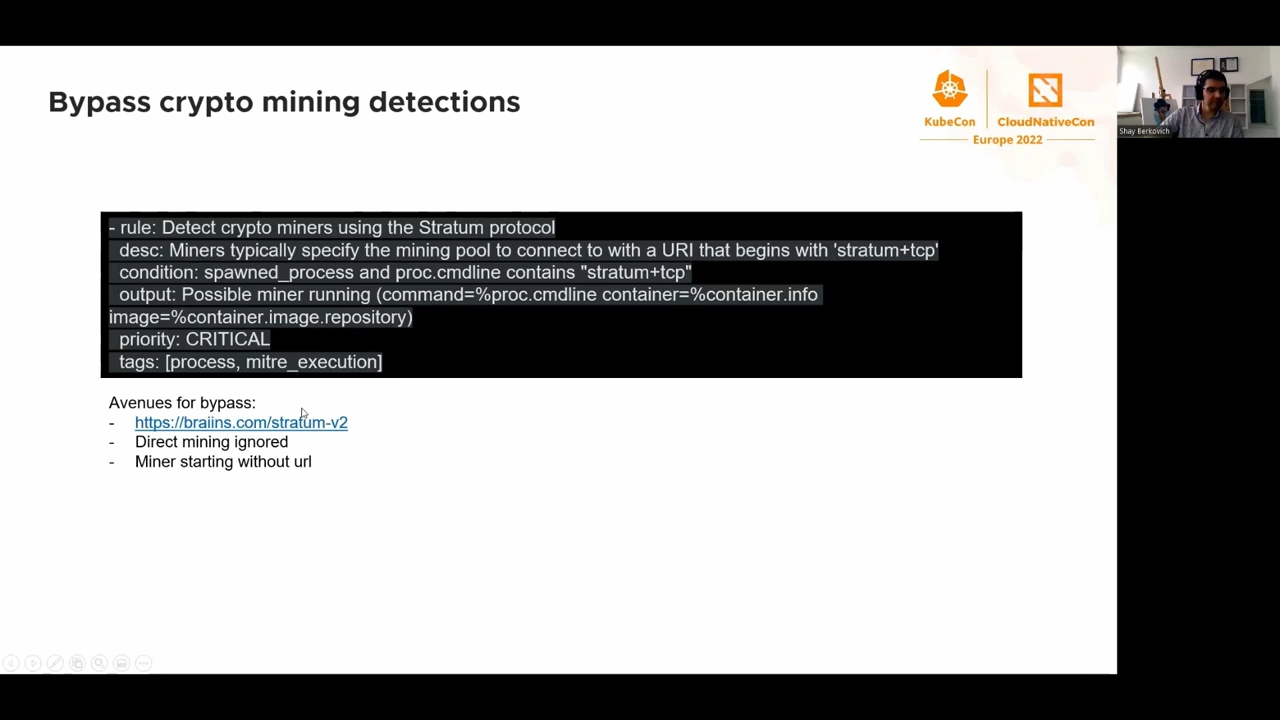 Bypass crypto mining detections
KubeCon
CloudNativeCon
Europe 2022
Shay Berkovich
- rule: Detect crypto miners using the Stratum protocol
desc: Miners typically specify the mining pool to connect to with a URI that begins with 'stratum+tcp'
condition: spawned_process and proc.cmdline contains "stratum+tcp"
output: Possible miner running (command=%proc.cmdline container=%container.info
image=%container.image.repository)
priority: CRITICAL
tags: [process, mitre_execution]
Avenues for bypass:
- https://braiins.com/stratum-v2
- Direct mining ignored
- Miner starting without url